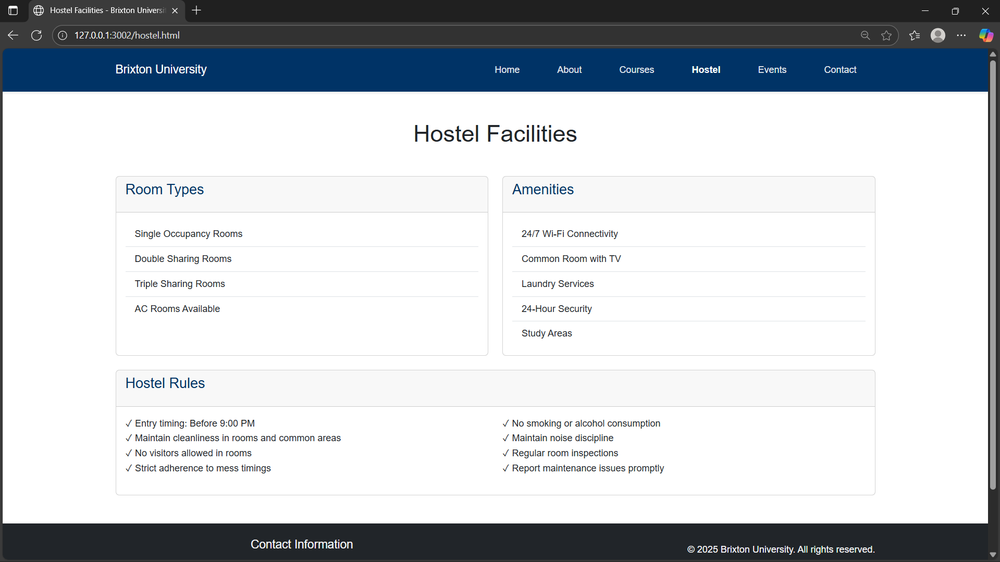 Hostel Facilities - Brixton Universi
127.0.0.1:3002/hostel.html
Brixton University
Home About Courses Hostel Events Contact
Hostel Facilities
Room Types
Single Occupancy Rooms
Double Sharing Rooms
Triple Sharing Rooms
AC Rooms Available
Amenities
24/7 Wi-Fi Connectivity
Common Room with TV
Laundry Services
24-Hour Security
Study Areas
Hostel Rules
✓ Entry timing: Before 9:00 PM
✓ Maintain cleanliness in rooms and common areas
✓ No visitors allowed in rooms
✓ Strict adherence to mess timings
✓ No smoking or alcohol consumption
✓ Maintain noise discipline
✓ Regular room inspections
✓ Report maintenance issues promptly
Contact Information
© 2025 Brixton University. All rights reserved.